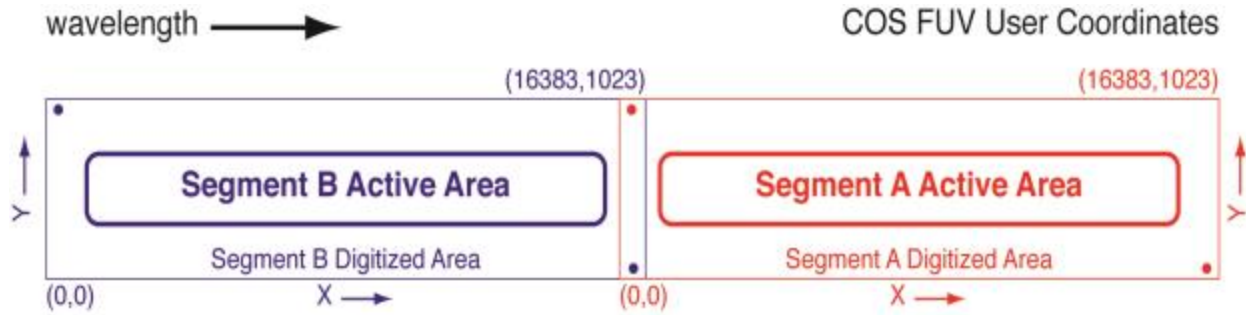 wavelength
COS FUV User Coordinates
(16383,1023)
(16383,1023)
Y
Segment B Active Area
Segment A Active Area
Y
Segment B Digitized Area
Segment A Digitized Area
(0,0)
X
(0,0)
X